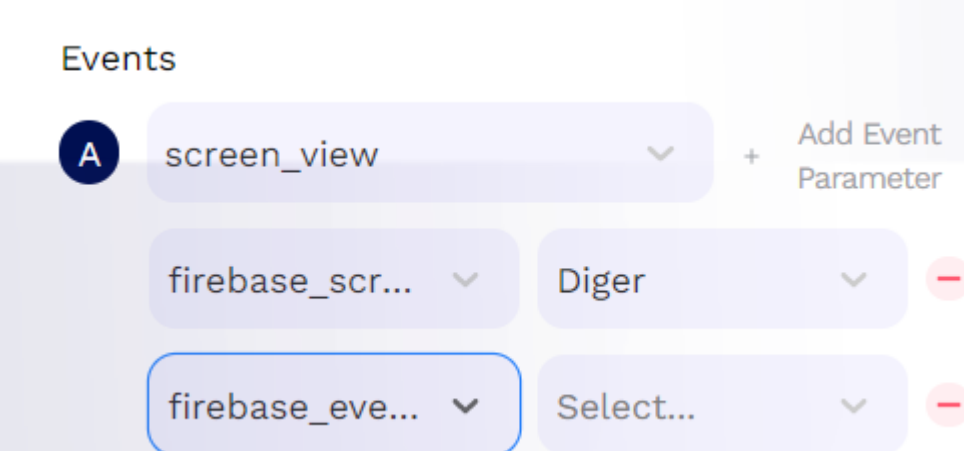 Events
A
screen_view
+ Add Event
Parameter
firebase_scr...
Diger
firebase_eve...
Select...